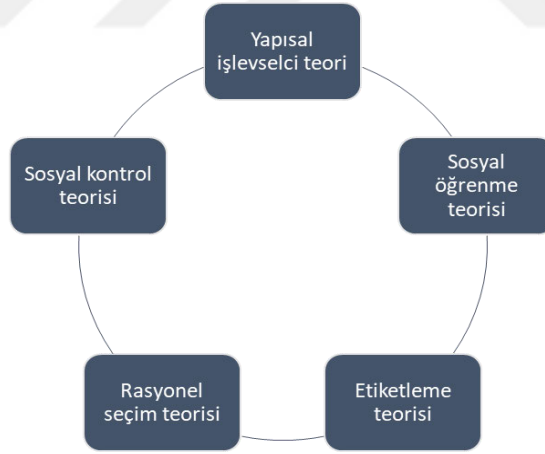 Yapısal
işlevselci teori
Sosyal
öğrenme
teorisi
Etiketleme
teorisi
Rasyonel
seçim teorisi
Sosyal kontrol
teorisi